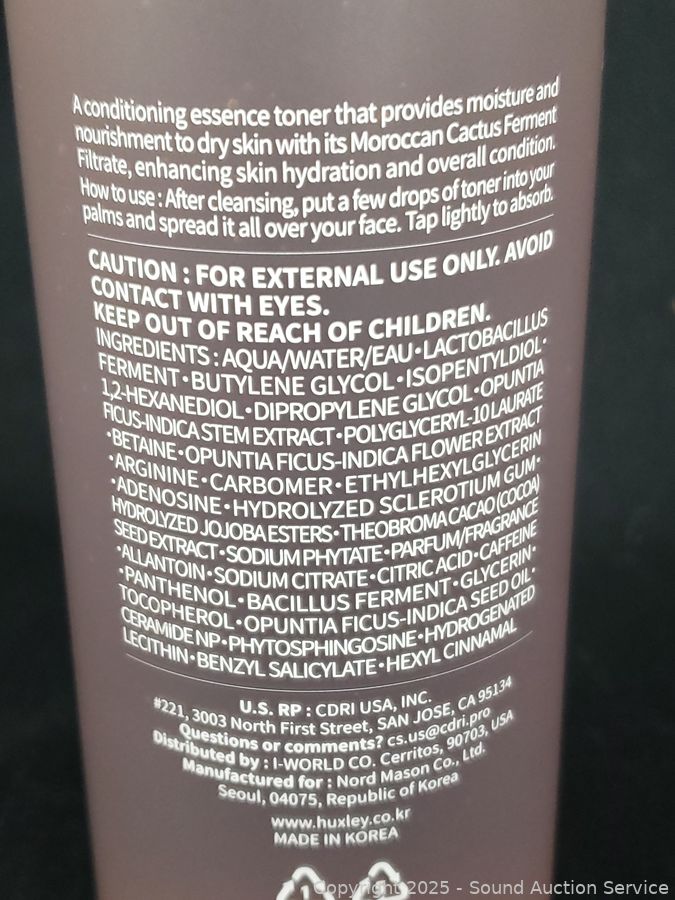 A conditioning essence toner that provides moisture and
nourishment to dry skin with its Moroccan Cactus Ferment
Filtrate, enhancing skin hydration and overall condition.
How to use : After cleansing, put a few drops of toner into your
palms and spread it all over your face. Tap lightly to absorb.
CAUTION : FOR EXTERNAL USE ONLY. AVOID
CONTACT WITH EYES.
KEEP OUT OF REACH OF CHILDREN.
INGREDIENTS : AQUA/WATER/EAU•LACTOBACILLUS
FERMENT•BUTYLENE GLYCOL•ISOPENTYLDIOL•
1,2-HEXANEDIOL•DIPROPYLENE GLYCOL•OPUNTIA
FICUS-INDICA STEM EXTRACT•POLYGLYCERYL-10 LAURATE
•BETAINE•OPUNTIA FICUS-INDICA FLOWER EXTRACT
•ARGININE•CARBOMER•ETHYLHEXYLGLYCERIN
•ADENOSINE•HYDROLYZED SCLEROTIUM GUM•
HYDROLYZED JOJOBA ESTERS•THEOBROMA CACAO (COCOA)
SEED EXTRACT•SODIUM PHYTATE•PARFUM/FRAGRANCE
•ALLANTOIN•SODIUM CITRATE•CITRIC ACID•CAFFEINE
•PANTHENOL•BACILLUS FERMENT•GLYCERIN•
TOCOPHEROL•OPUNTIA FICUS-INDICA SEED OIL•
CERAMIDE NP•PHYTOSPHINGOSINE•HYDROGENATED
LECITHIN•BENZYL SALICYLATE•HEXYL CINNAMAL
U.S. RP : CDRI USA, INC.
#221, 3003 North First Street, SAN JOSE, CA 95134
Questions or comments? cs.us@cdri.pro
Distributed by : I-WORLD CO. Cerritos, 90703, USA
Manufactured for : Nord Mason Co., Ltd.
Seoul, 04075, Republic of Korea
www.huxley.co.kr
MADE IN KOREA
1
Copyright 2025 - Sound Auction Service